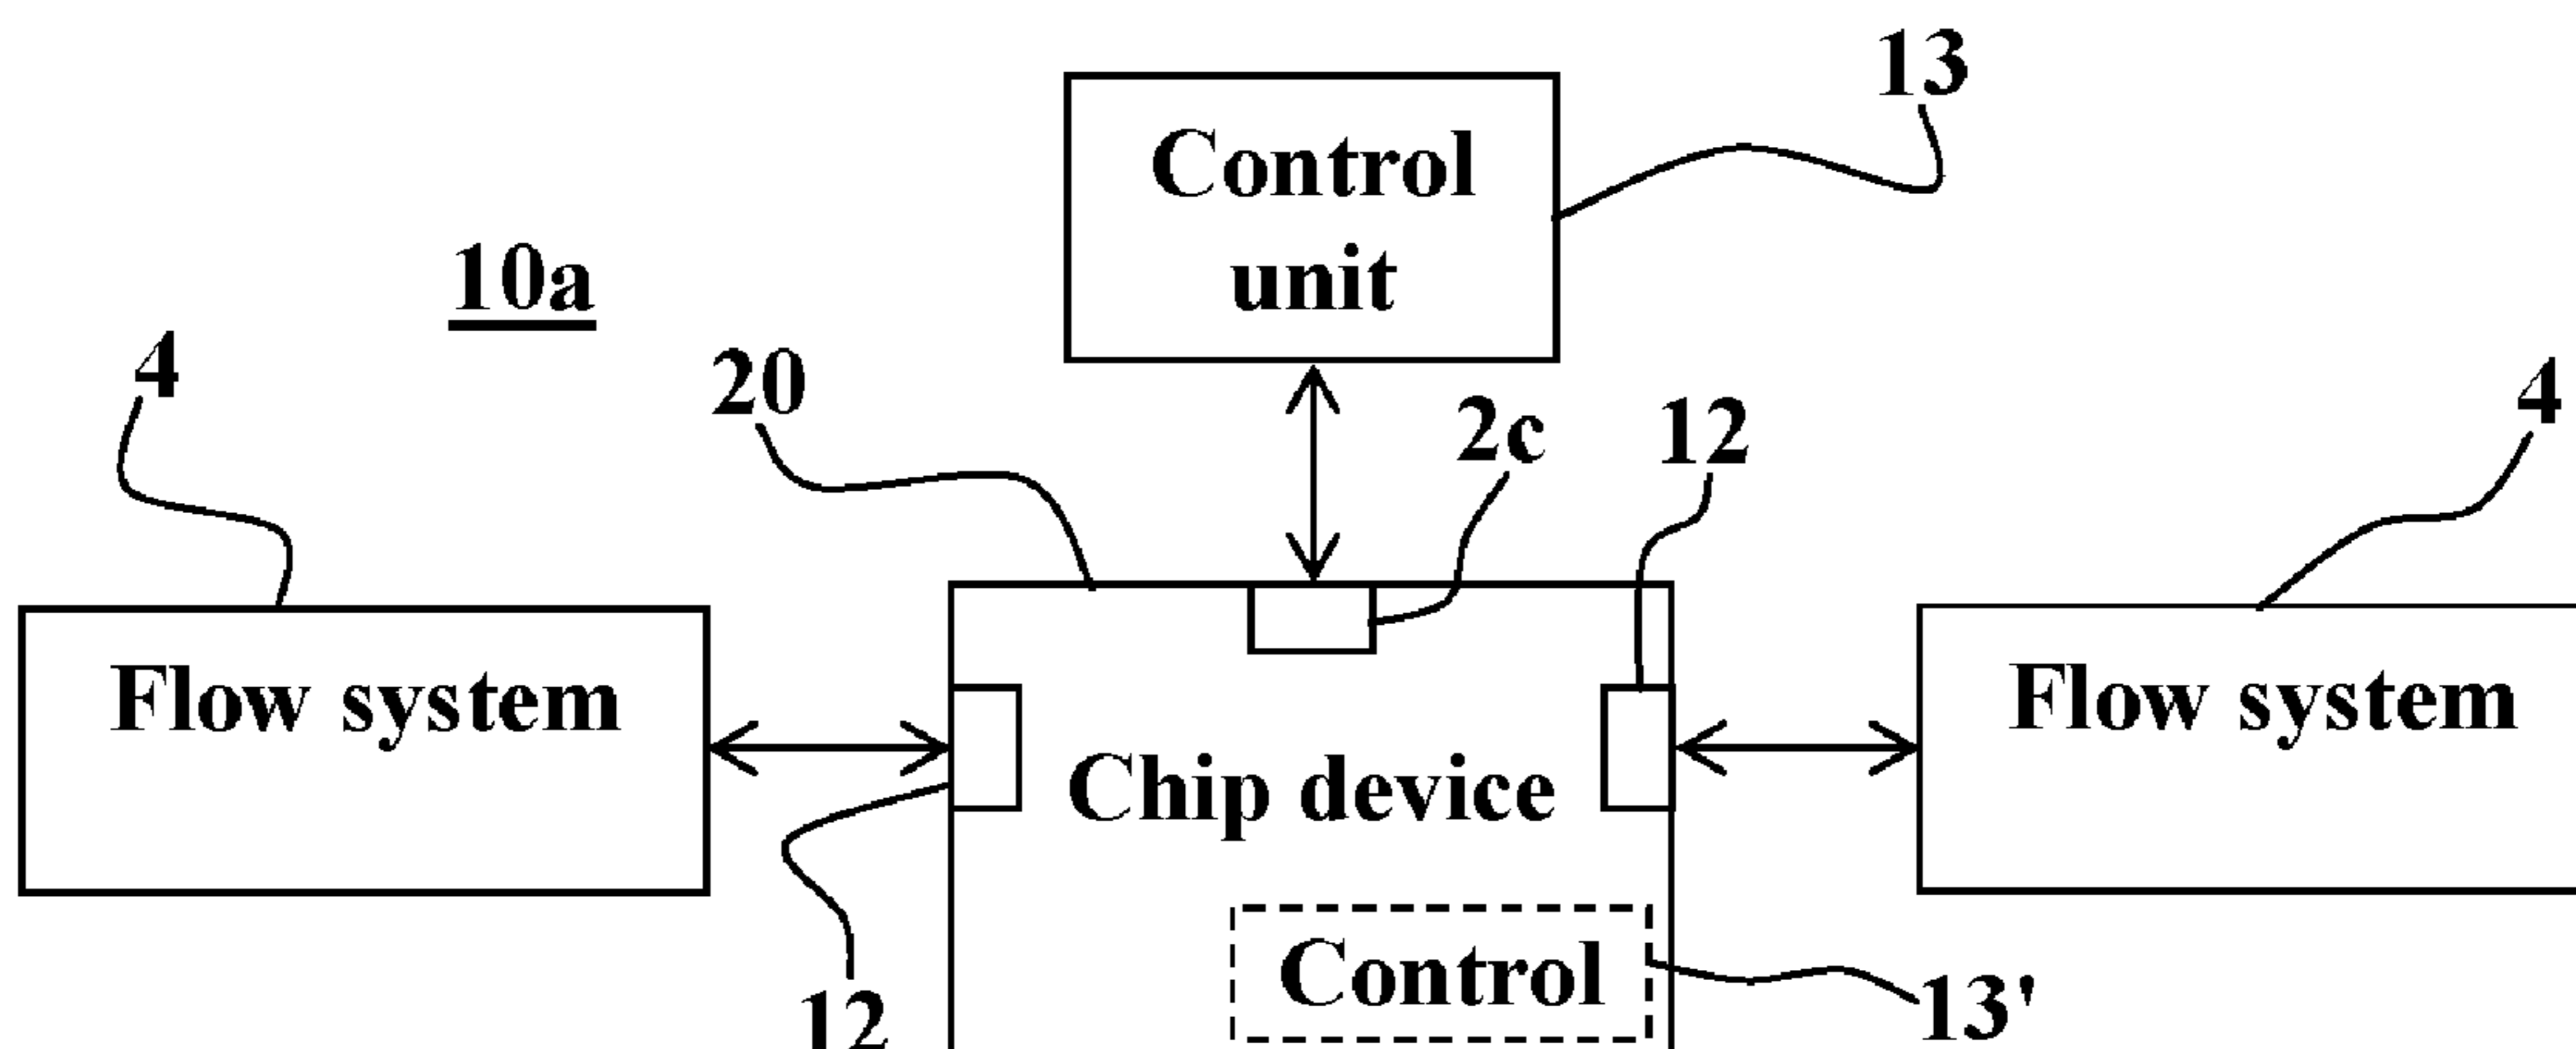 13
Control
unit
10a
4
20
2c
12
4
Flow system
Chip device
Flow system
Control
12
13'